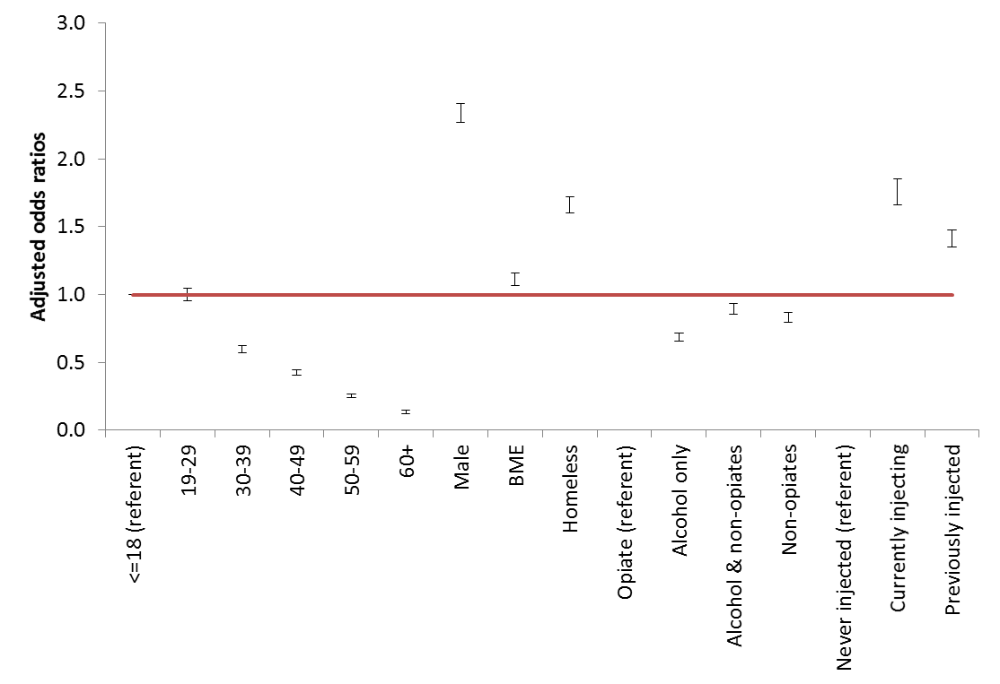 3.0
2.5
2.0
1.5
1.0
0.5
0.0
Adjusted odds ratios
<=18 (referent)
19-29
30-39
40-49
50-59
60+
Male
BME
Homeless
Opiate (referent)
Alcohol only
Alcohol & non-opiates
Non-opiates
Never injected (referent)
Currently injecting
Previously injected